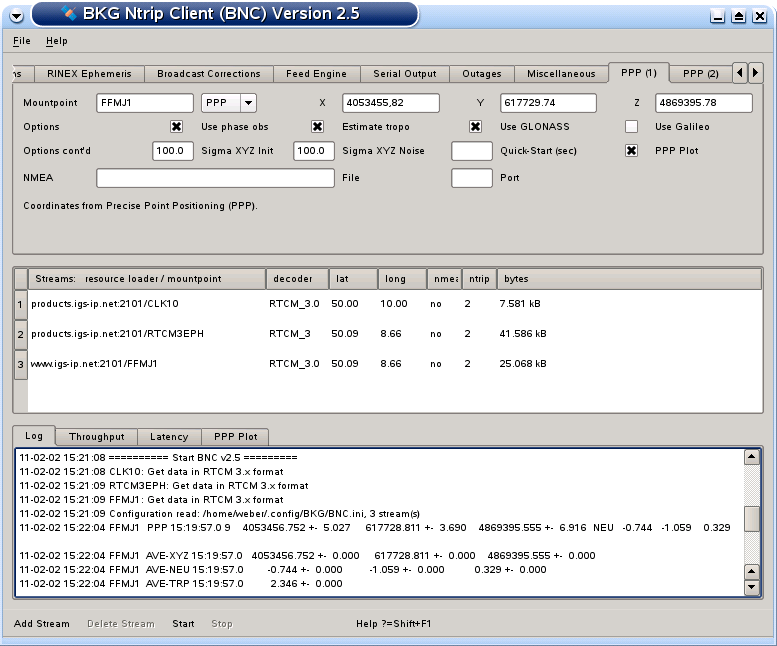 BKG Ntrip Client (BNC) Version 2.5
File Help
RINEX Ephemeris Broadcast Corrections Feed Engine Serial Output Outages Miscellaneous PPP (1) PPP (2)
Mountpoint FFMJ1 PPP X 4053455,82 Y 617729.74 Z 4869395.78
Options Use phase obs Estimate tropo Use GLONASS Use Galileo
Options cont'd 100.0 Sigma XYZ Init 100.0 Sigma XYZ Noise Quick-Start (sec) PPP Plot
NMEA File Port
Coordinates from Precise Point Positioning (PPP).
Streams: resource loader / mountpoint decoder lat long ntrip bytes
1 products.igs-ip.net:2101/CLK10 RTCM_3.0 50.00 10.00 no 2 7.581 kB
2 products.igs-ip.net:2101/RTCM3EPH RTCM_3 50.09 8.66 no 2 41.586 kB
3 www.igs-ip.net:2101/FFMJ1 RTCM_3.0 50.09 8.66 no 2 25.068 kB
Log Throughput Latency PPP Plot
11-02-02 15:21:08 ========== Start BNC v2.5 =========
11-02-02 15:21:08 CLK10: Get data in RTCM 3.x format
11-02-02 15:21:09 RTCM3EPH: Get data in RTCM 3.x format
11-02-02 15:21:09 FFMJ1: Get data in RTCM 3.x format
11-02-02 15:21:09 Configuration read: /home/weber/.config/BKG/BNC.ini, 3 stream(s)
11-02-02 15:22:04 FFMJ1 PPP 15:19:57.0 9 4053456.752 +- 5.027 617728.811 +- 3.690 4869395.555 +- 6.916 NEU -0.744 -1.059 0.329
11-02-02 15:22:04 FFMJ1 AVE-XYZ 15:19:57.0 4053456.752 +- 0.000 617728.811 +- 0.000 4869395.555 +- 0.000
11-02-02 15:22:04 FFMJ1 AVE-NEU 15:19:57.0 -0.744 +- 0.000 -1.059 +- 0.000 0.329 +- 0.000
11-02-02 15:22:04 FFMJ1 AVE-TRP 15:19:57.0 2.346 +- 0.000
Add Stream Delete Stream Start Stop Help ?=Shift+F1